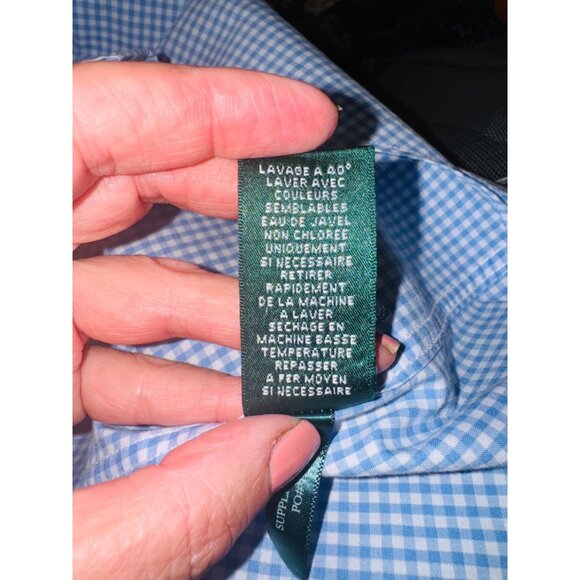 LAVAGE A 40°
LAVER AVEC
COULEURS
SEMBLABLES
EAU DE JAVEL
NON CHLOREE
UNIQUEMENT
SI NECESSAIRE
RETIRER
RAPIDEMENT
DE LA MACHINE
A LAVER
SECHAGE EN
MACHINE BASSE
TEMPERATURE
REPASSER
A FER MOYEN
SI NECESSAIRE